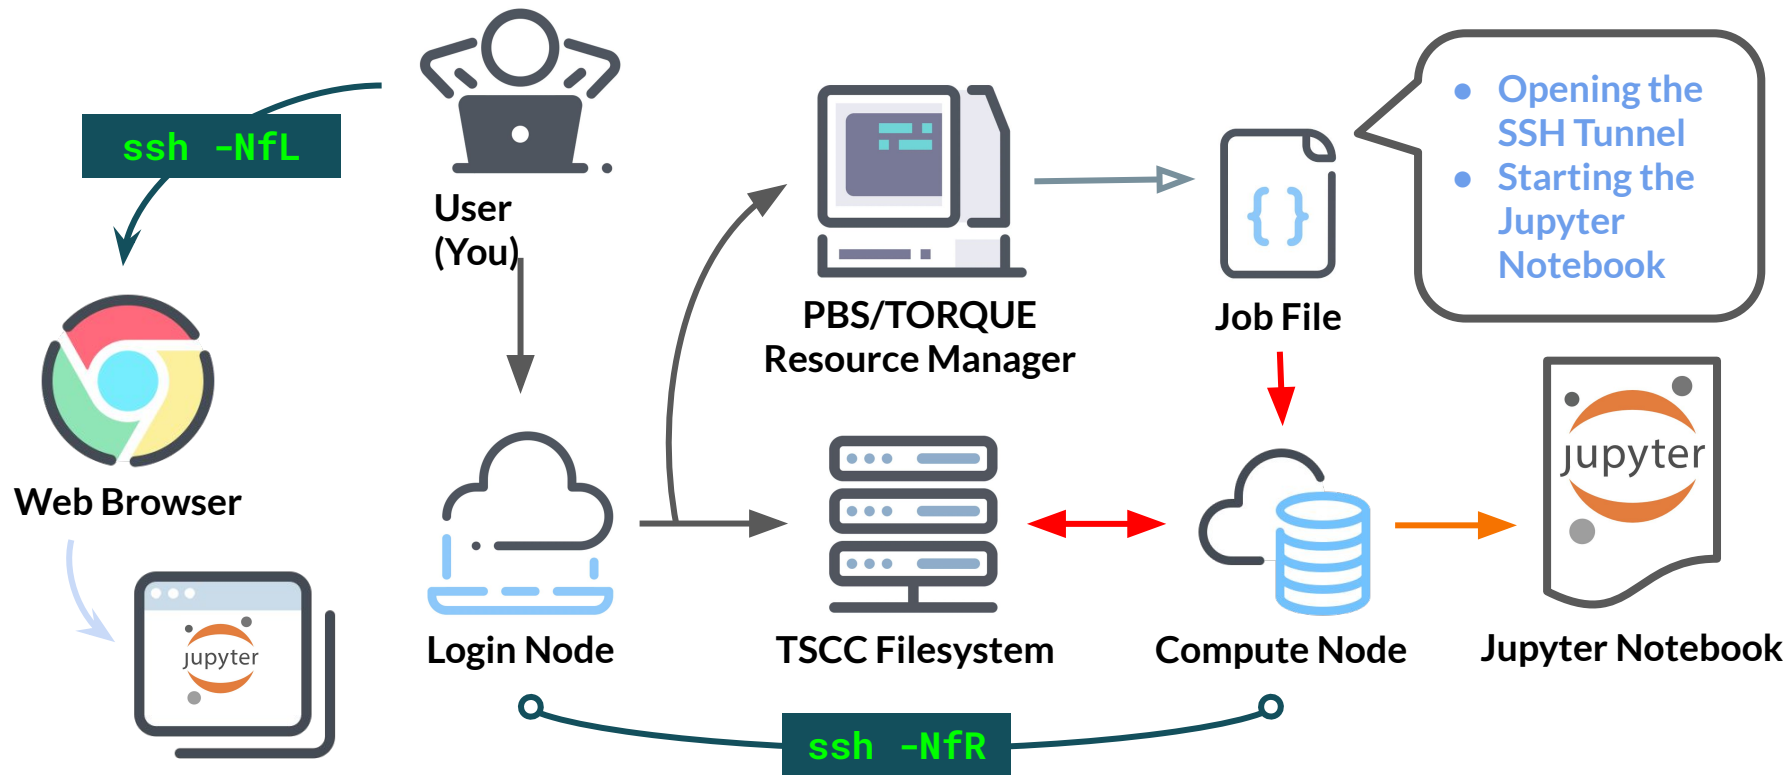 ssh -NfL
User
(You)
Web Browser
jupyter
Login Node
PBS/TORQUE
Resource Manager
Job File
• Opening the
SSH Tunnel
• Starting the
Jupyter
Notebook
TSCC Filesystem
Compute Node
jupyter
Jupyter Notebook
ssh -NfR